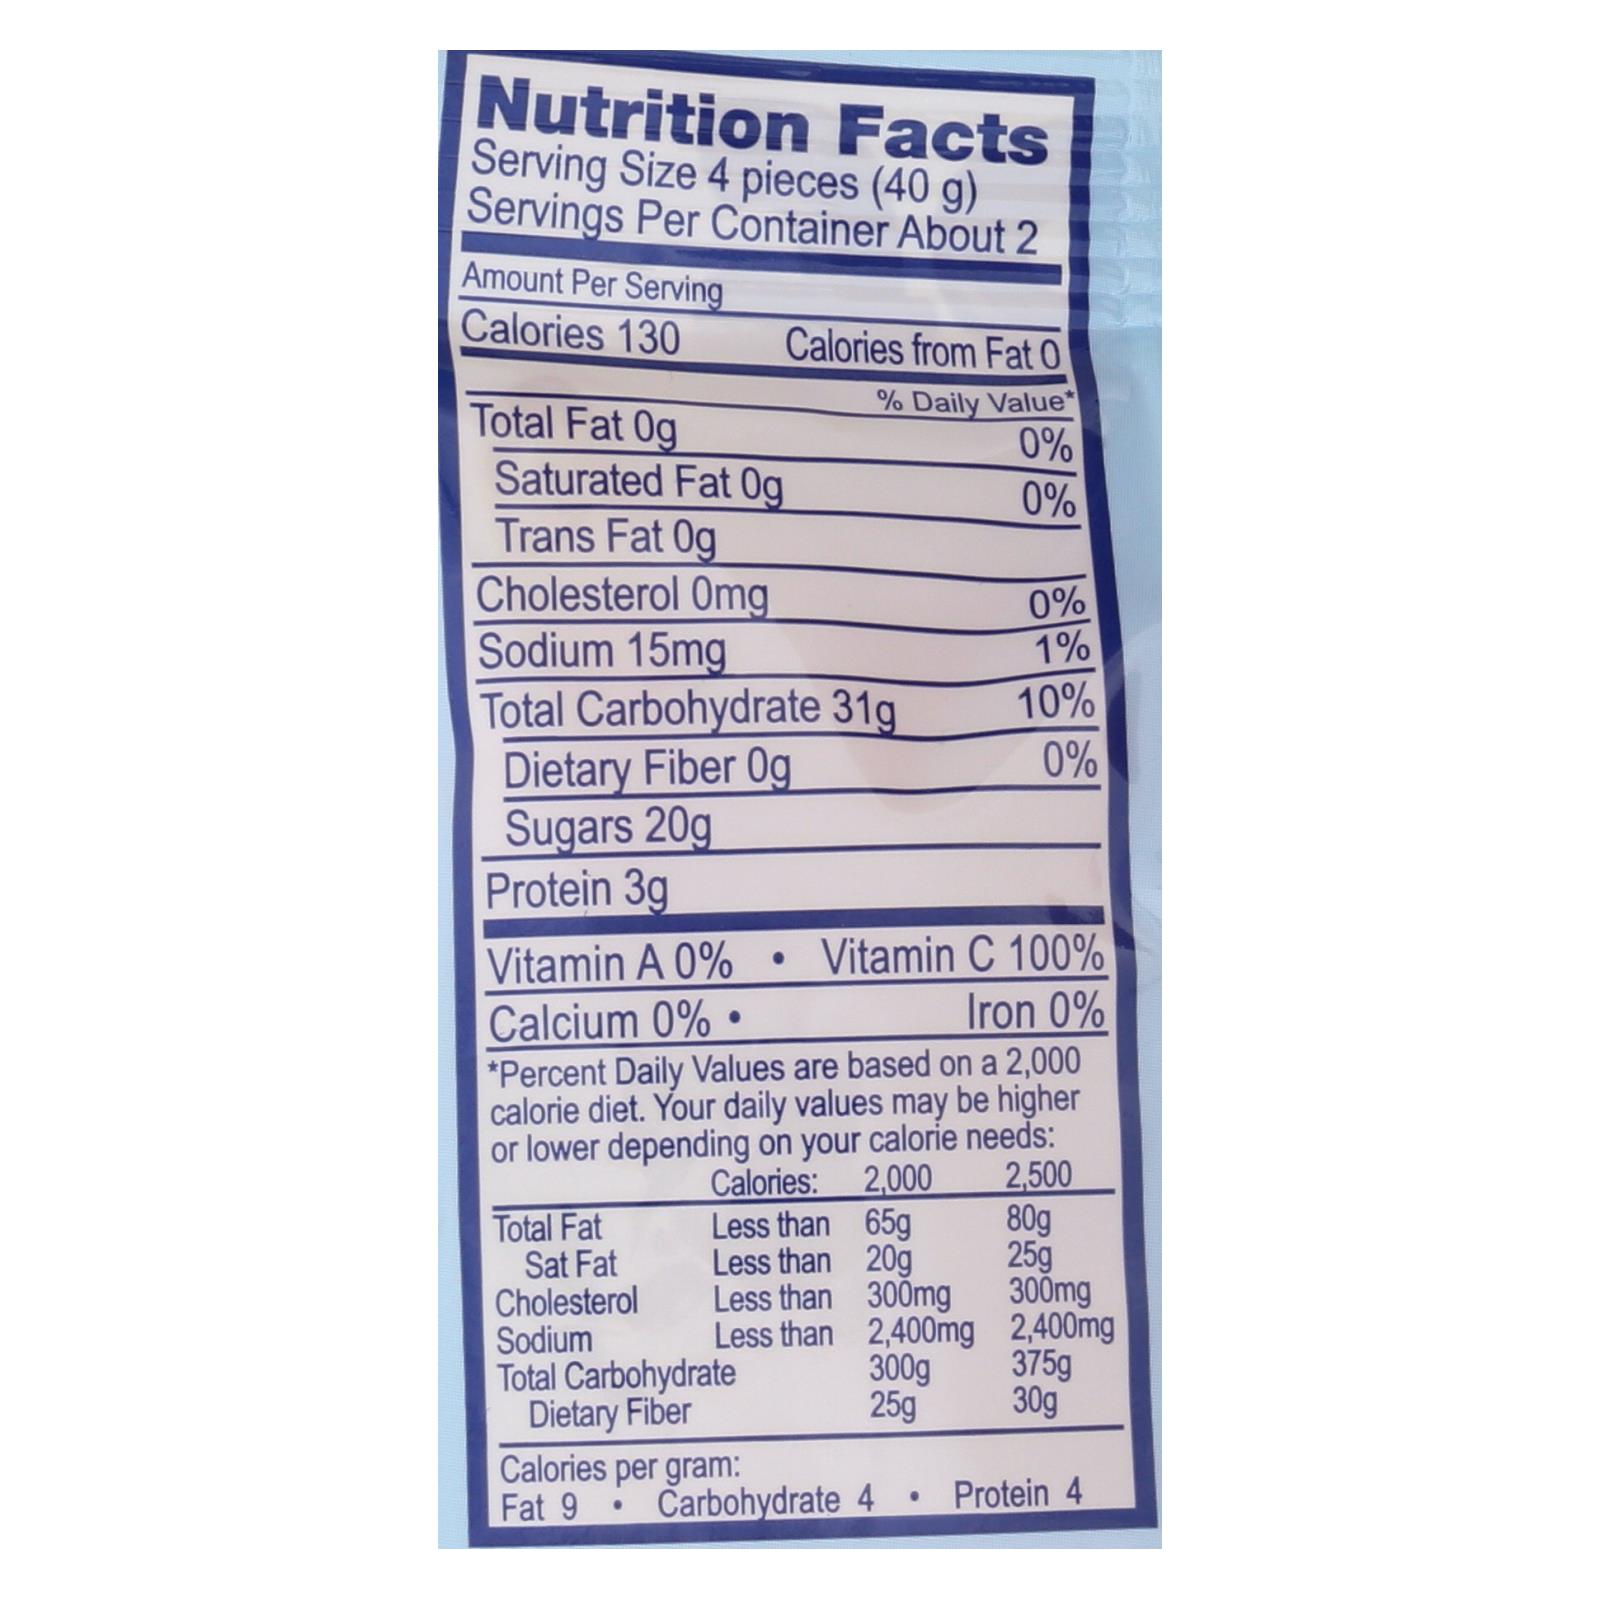 Nutrition Facts
Serving Size 4 pieces (40 g)
Servings Per Container About 2
Amount Per Serving
Calories 130 Calories from Fat 0
% Daily Value*
Total Fat 0g 0%
Saturated Fat 0g 0%
Trans Fat 0g
Cholesterol 0mg 0%
Sodium 15mg 1%
Total Carbohydrate 31g 10%
Dietary Fiber 0g 0%
Sugars 20g
Protein 3g
Vitamin A 0% • Vitamin C 100%
Calcium 0% • Iron 0%
*Percent Daily Values are based on a 2,000
calorie diet. Your daily values may be higher
or lower depending on your calorie needs:
Calories: 2,000 2,500
Total Fat Less than 65g 80g
Sat Fat Less than 20g 25g
Cholesterol Less than 300mg 300mg
Sodium Less than 2,400mg 2,400mg
Total Carbohydrate 300g 375g
Dietary Fiber 25g 30g
Calories per gram:
Fat 9 • Carbohydrate 4 • Protein 4